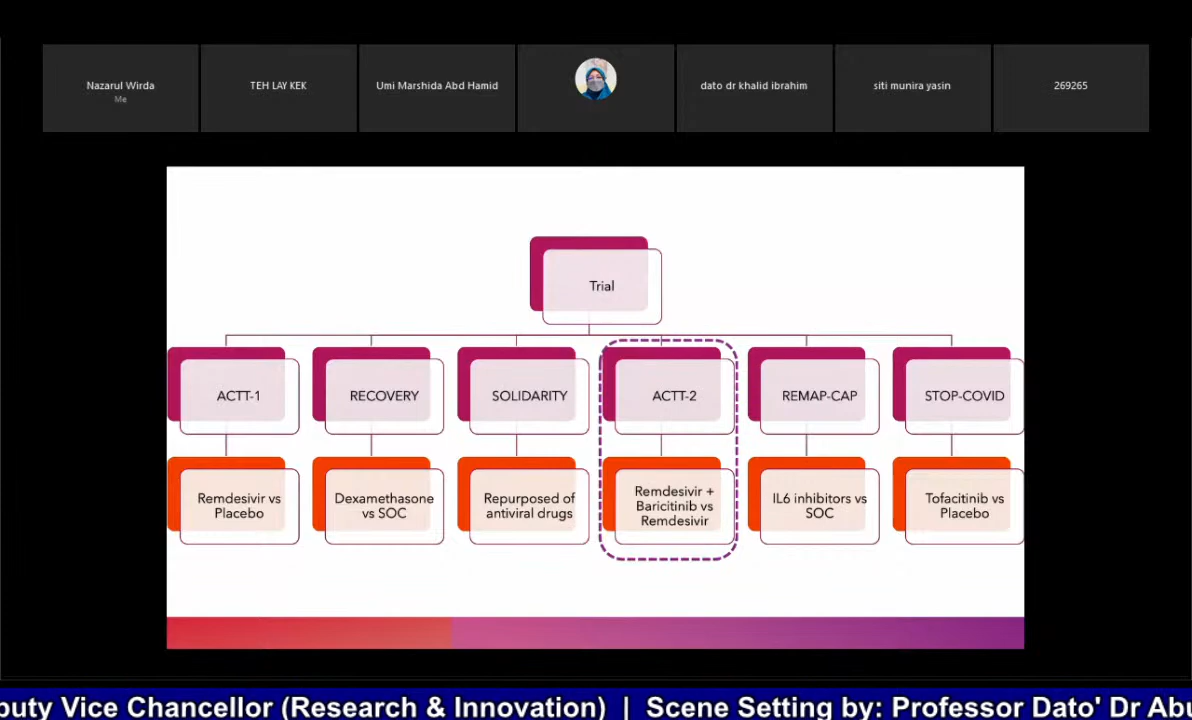 Nazarul Wirda
Me
TEH LAY KEK
Umi Marshida Abd Hamid
dato dr khalid ibrahim
siti munira yasin
269265
Trial
ACTT-1
RECOVERY
SOLIDARITY
ACTT-2
REMAP-CAP
STOP-COVID
Remdesivir vs
Placebo
Dexamethasone
vs SOC
Repurposed of
antiviral drugs
Remdesivir +
Baricitinib vs
Remdesivir
IL6 inhibitors vs
SOC
Tofacitinib vs
Placebo
puty Vice Chancellor (Research & Innovation) | Scene Setting by: Professor Dato' Dr Abu